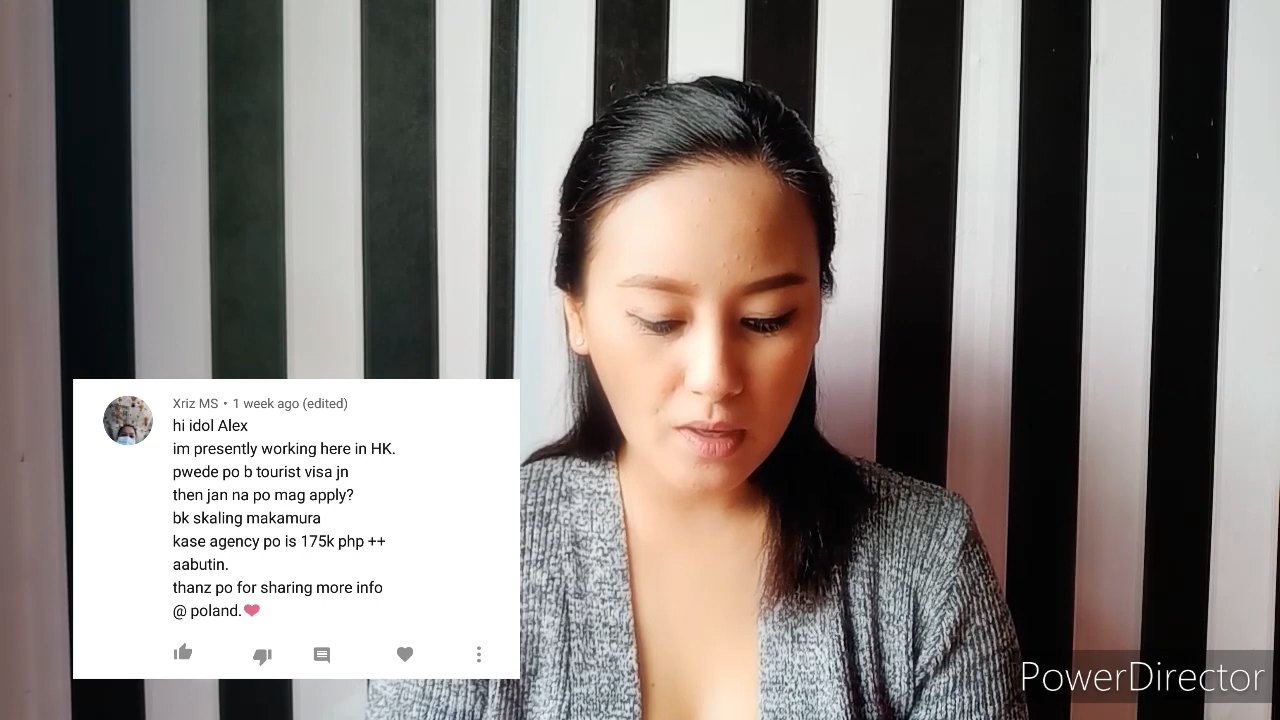 Xriz MS • 1 week ago (edited)
hi idol Alex
im presently working here in HK.
pwede po b tourist visa jn
then jan na po mag apply?
bk skaling makamura
kase agency po is 175k php ++
aabutin.
thanz po for sharing more info
@ poland.❤
PowerDirector